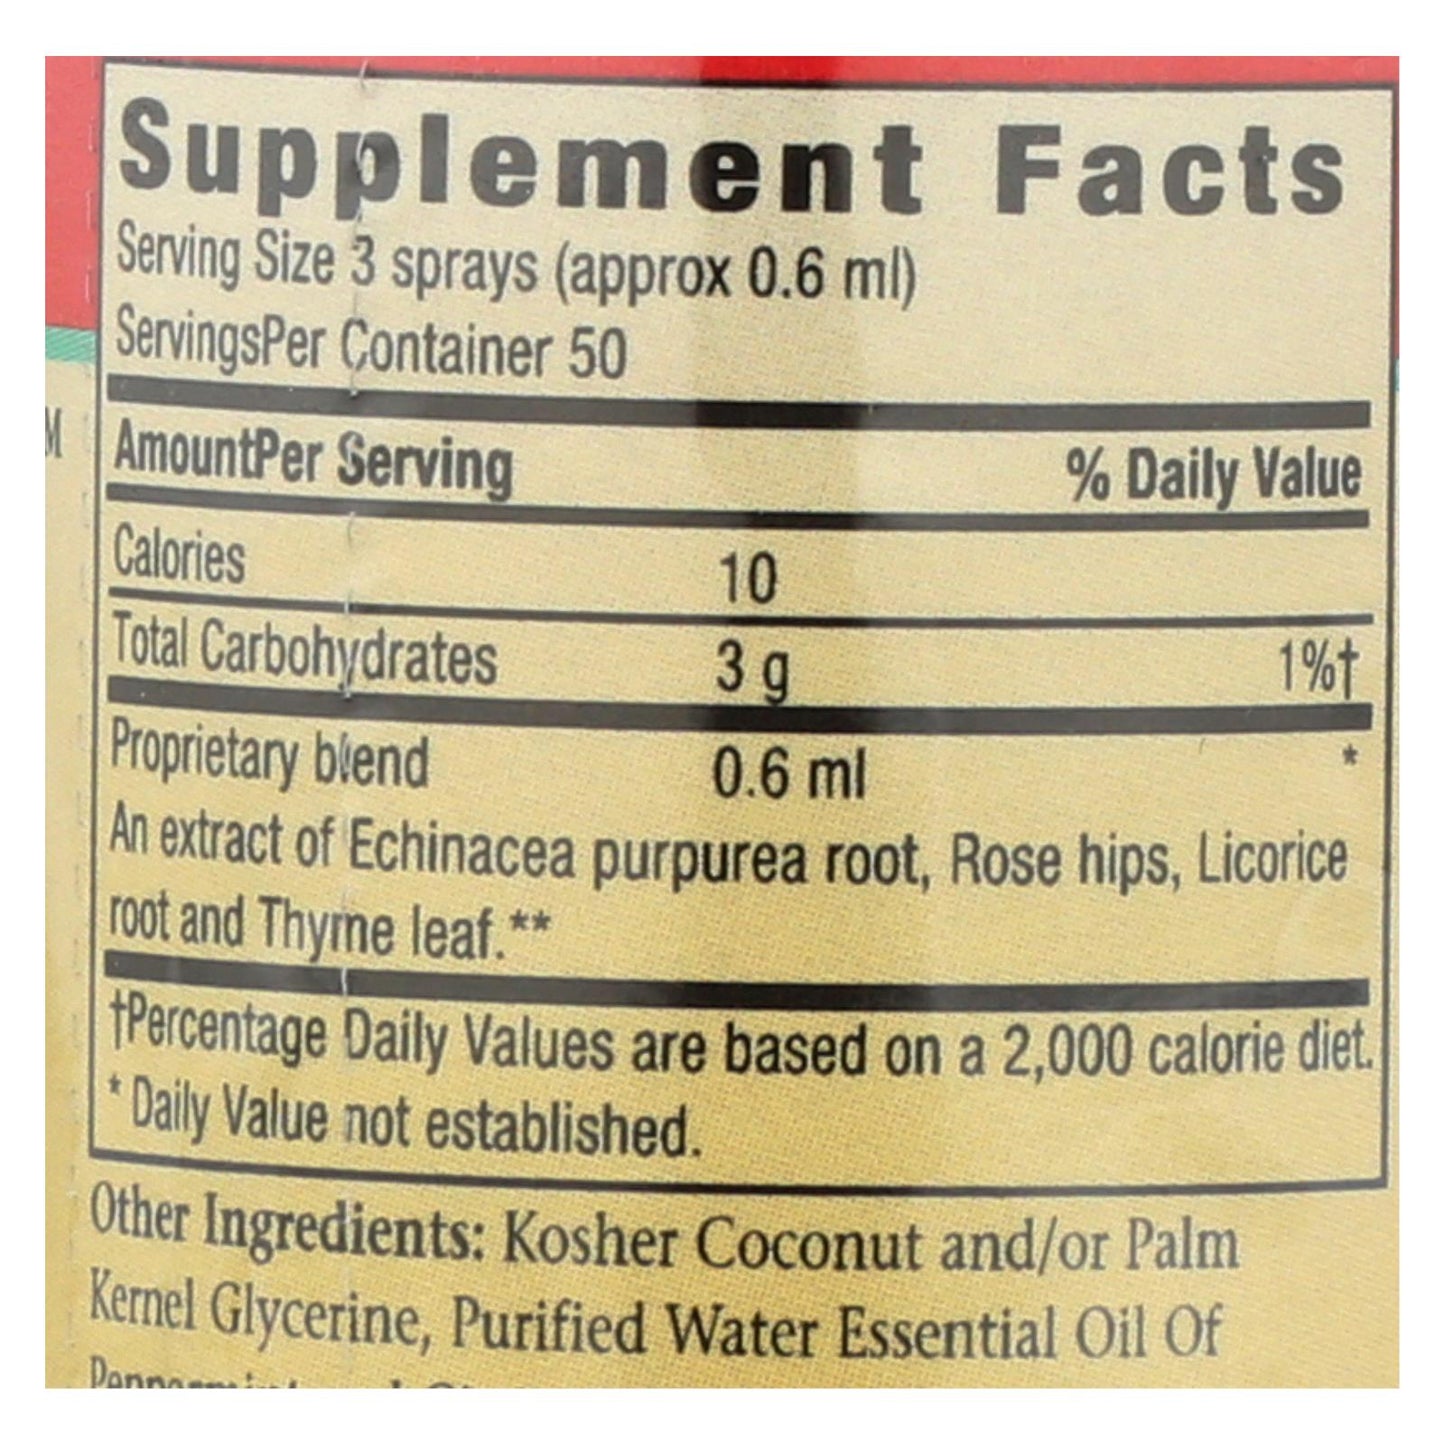 Supplement Facts
Serving Size 3 sprays (approx 0.6 ml)
ServingsPer Container 50
AmountPer Serving % Daily Value
Calories 10
Total Carbohydrates 3 g 1%†
Proprietary blend 0.6 ml *
An extract of Echinacea purpurea root, Rose hips, Licorice
root and Thyme leaf.**
†Percentage Daily Values are based on a 2,000 calorie diet.
* Daily Value not established.
Other Ingredients: Kosher Coconut and/or Palm
Kernel Glycerine, Purified Water Essential Oil Of
M